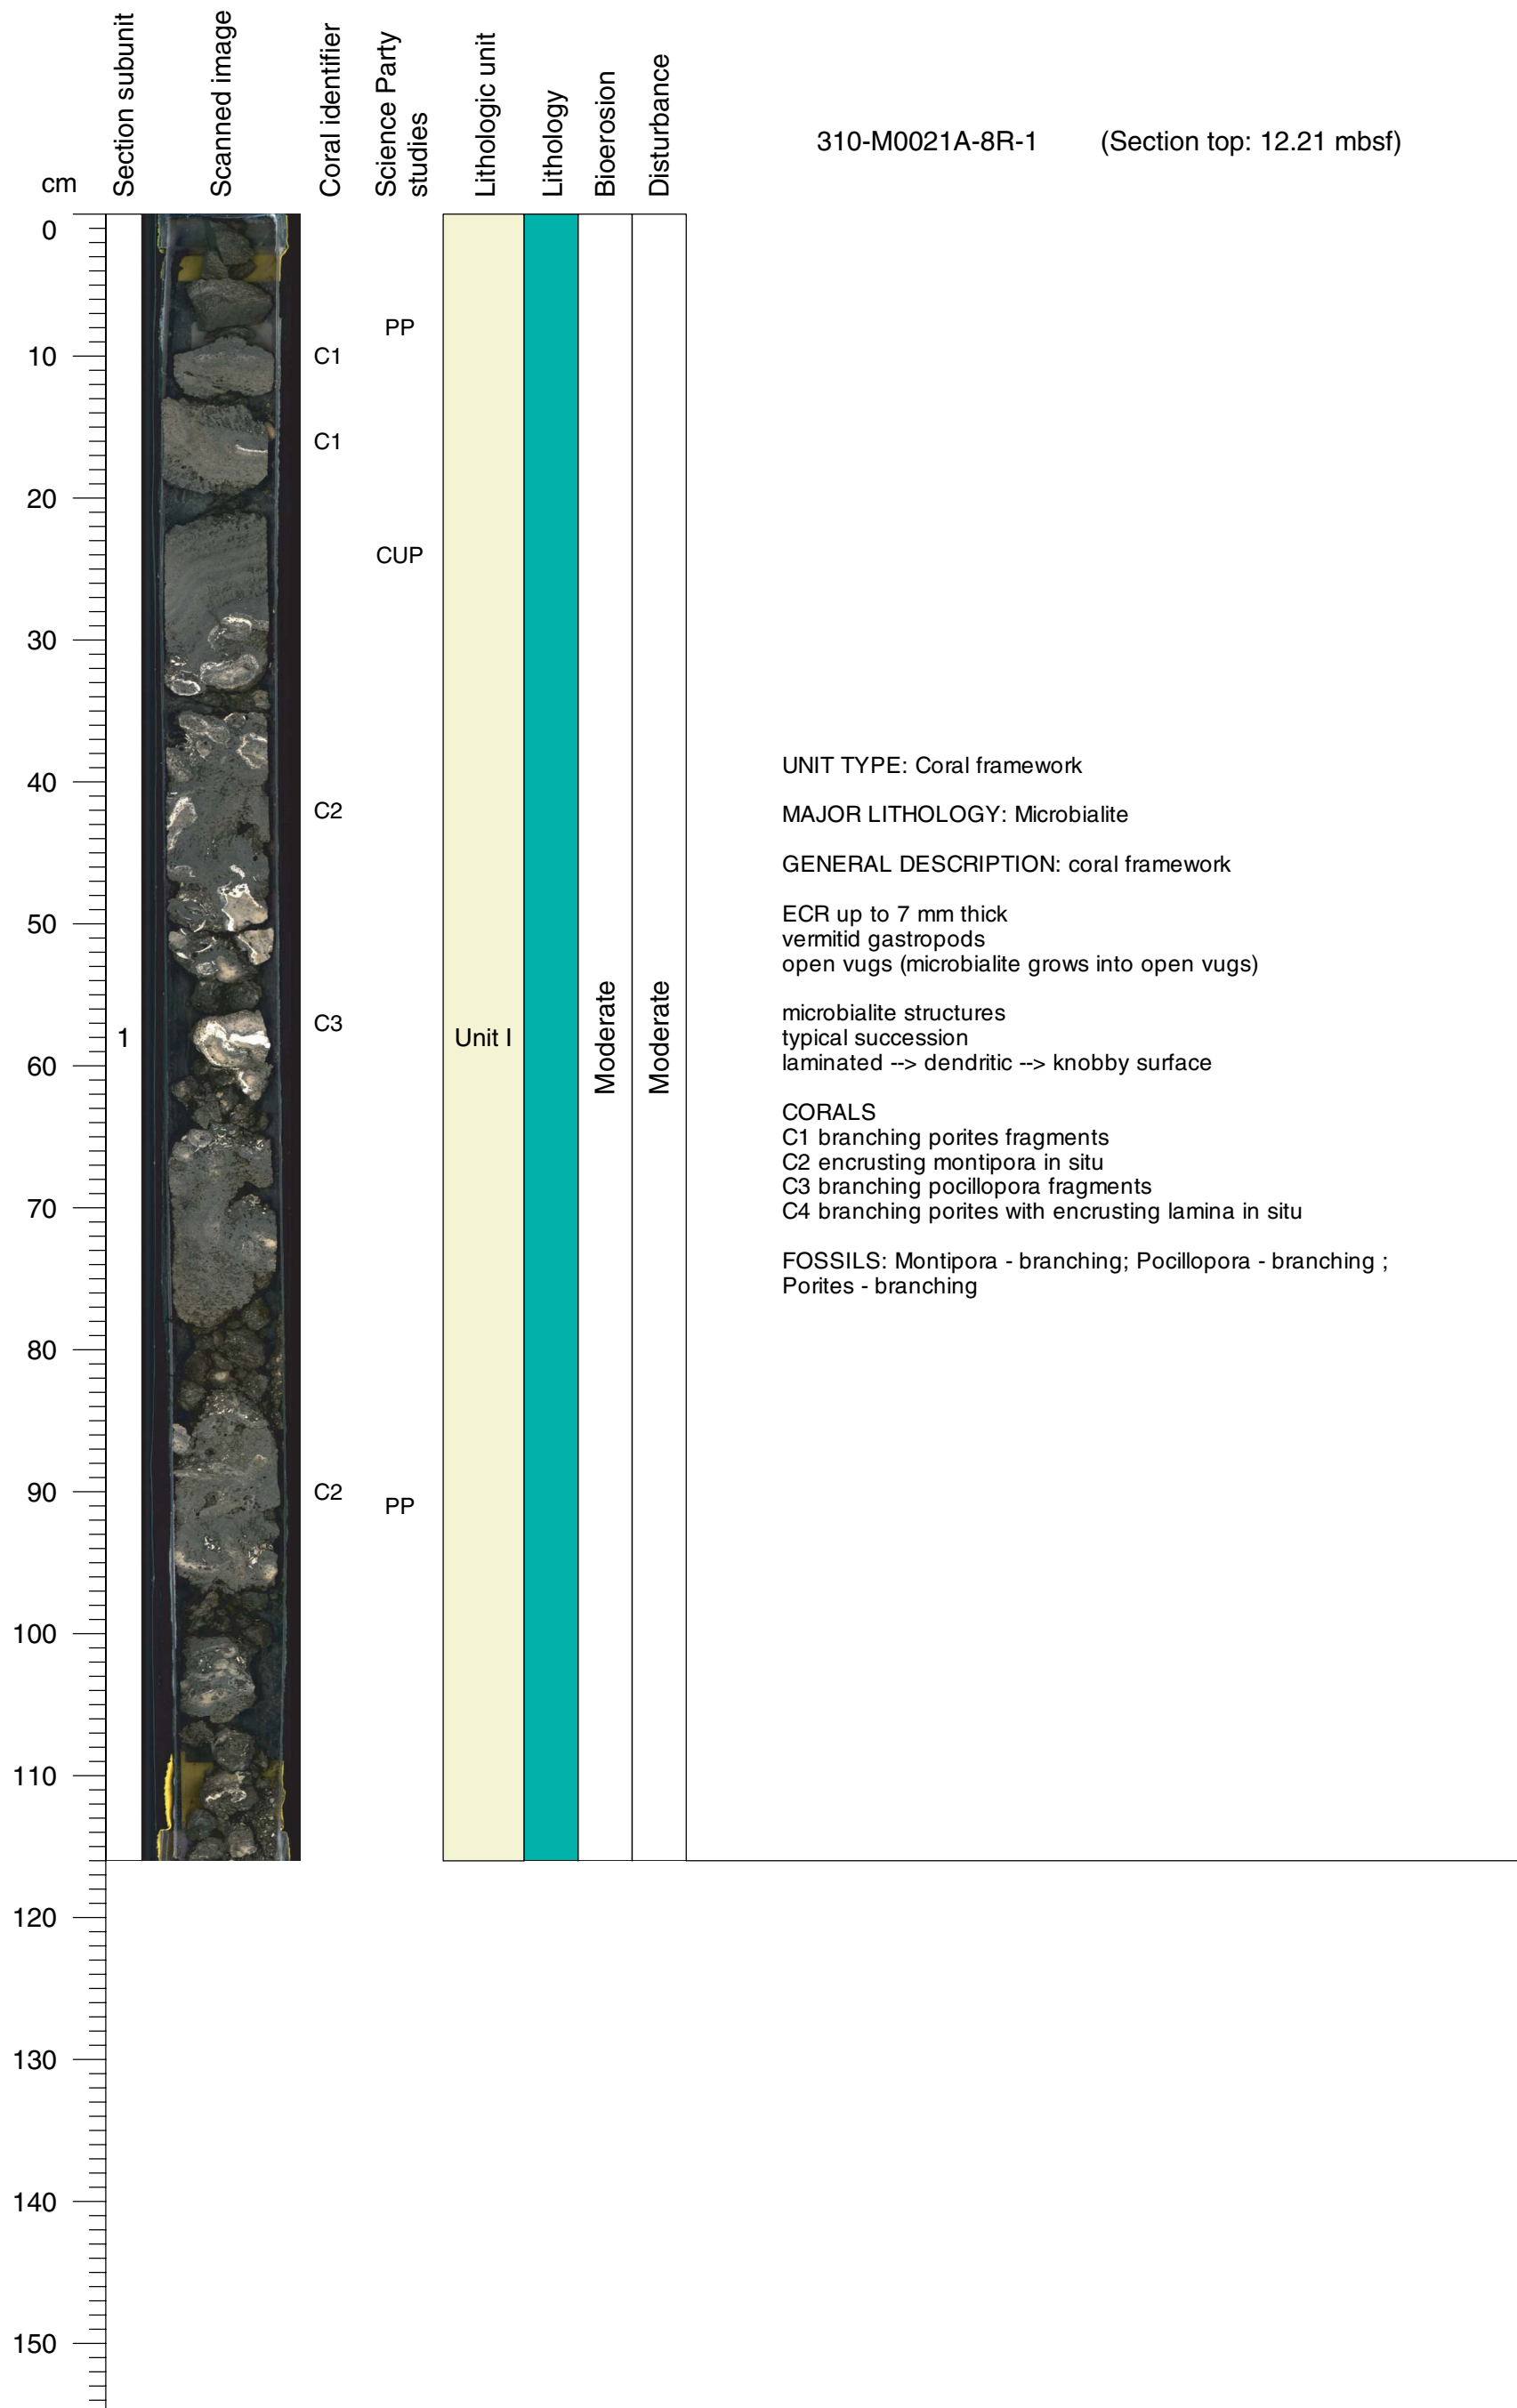 Section subunit
Scanned image
Coral identifier
Science Party
studies
Lithologic unit
Lithology
Bioerosion
Disturbance
310-M0021A-8R-1 (Section top: 12.21 mbsf)
cm
0
PP
10
C1
C1
20
CUP
30
UNIT TYPE: Coral framework
40
C2
MAJOR LITHOLOGY: Microbialite
GENERAL DESCRIPTION: coral framework
50
ECR up to 7 mm thick
vermitid gastropods
open vugs (microbialite grows into open vugs)
C3
1
Unit I
Moderate
Moderate
microbialite structures
typical succession
laminated --> dendritic --> knobby surface
60
CORALS
C1 branching porites fragments
C2 encrusting montipora in situ
C3 branching pocillopora fragments
C4 branching porites with encrusting lamina in situ
70
FOSSILS: Montipora - branching; Pocillopora - branching ;
Porites - branching
80
90
C2
PP
100
110
120
130
140
150